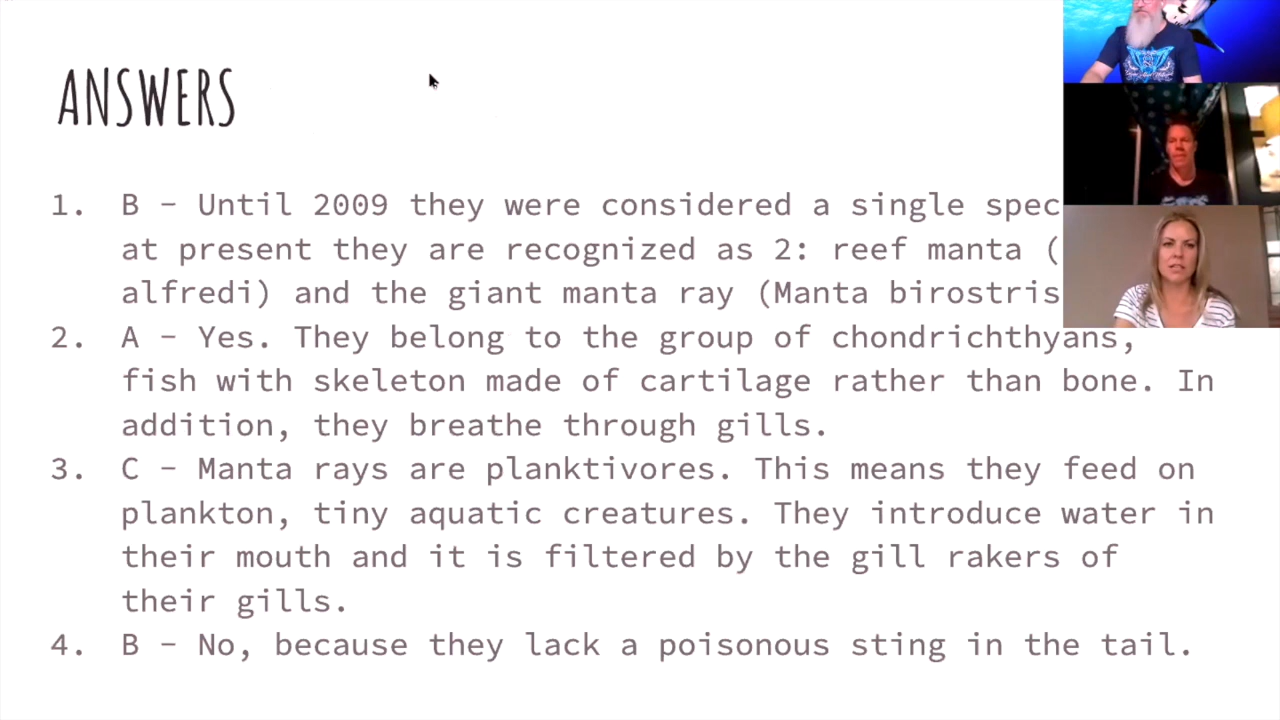 ANSWERS
1. B - Until 2009 they were considered a single
at present they are recognized as 2: reef manta (
alfredi) and the giant manta ray (Manta birostris
2. A - Yes. They belong to the group of chondrichthyans,
fish with skeleton made of cartilage rather than bone. In
addition, they breathe through gills.
3. C - Manta rays are planktivores. This means they feed on
plankton, tiny aquatic creatures. They introduce water in
their mouth and it is filtered by the gill rakers of
their gills.
4. B - No, because they lack a poisonous sting in the tail.